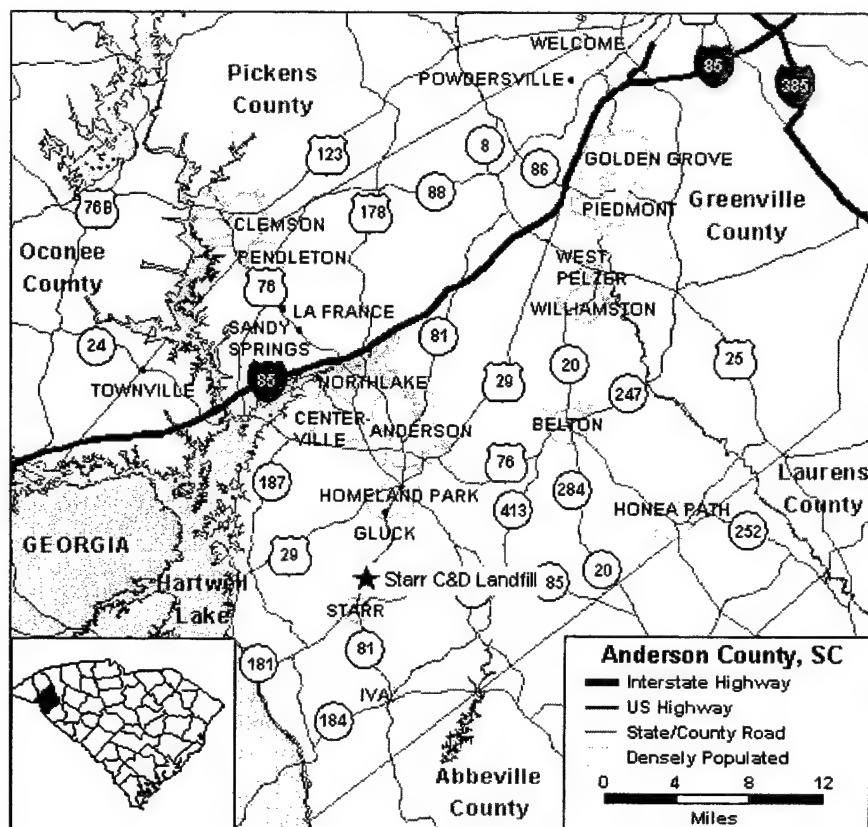 WELCOME
POWDERSVILLE
85
385
Pickens
County
123
8
86
GOLDEN GROVE
88
76B
178
PIEDMONT
Greenville
County
CLEMSON
Oconee
County
PENDLETON
WEST
PELZER
76
LA FRANCE
WILLIAMSTON
24
SANDY
SPRINGS
81
20
25
TOWNVILLE
85
NORTHLAKE
29
247
CENTER-
VILLE
ANDERSON
BELTON
76
187
HOMELAND PARK
413
284
HONEA PATH
Laurens
County
252
GLUCK
GEORGIA
29
Hartwell
Lake
Starr C&D Landfill
85
20
STARR
181
81
IVA
184
Abbeville
County
Anderson County, SC
Interstate Highway
US Highway
State/County Road
Densely Populated
0 4 8 12
Miles